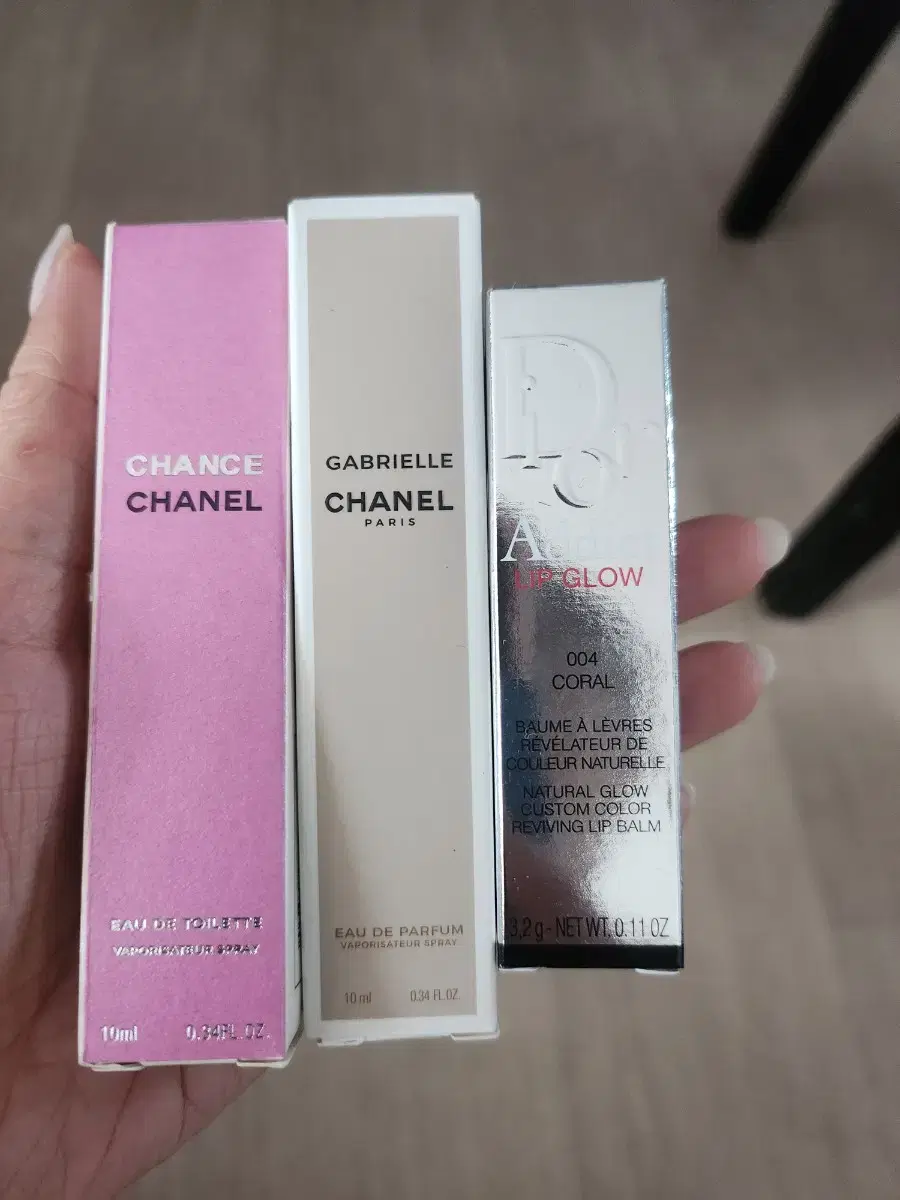 CHANCE
CHANEL
EAU DE TOILETTE
VAPORISATEUR SPRAY
10ml 0.34FL.OZ.
GABRIELLE
CHANEL
PARIS
EAU DE PARFUM
VAPORISATEUR SPRAY
10 ml 0.34 FL.OZ.
Dior
LIP GLOW
004
CORAL
BAUME À LÈVRES
RÉVÉLATEUR DE
COULEUR NATURELLE
NATURAL GLOW
CUSTOM COLOR
REVIVING LIP BALM
3,2 g - NET WT. 0.11 OZ